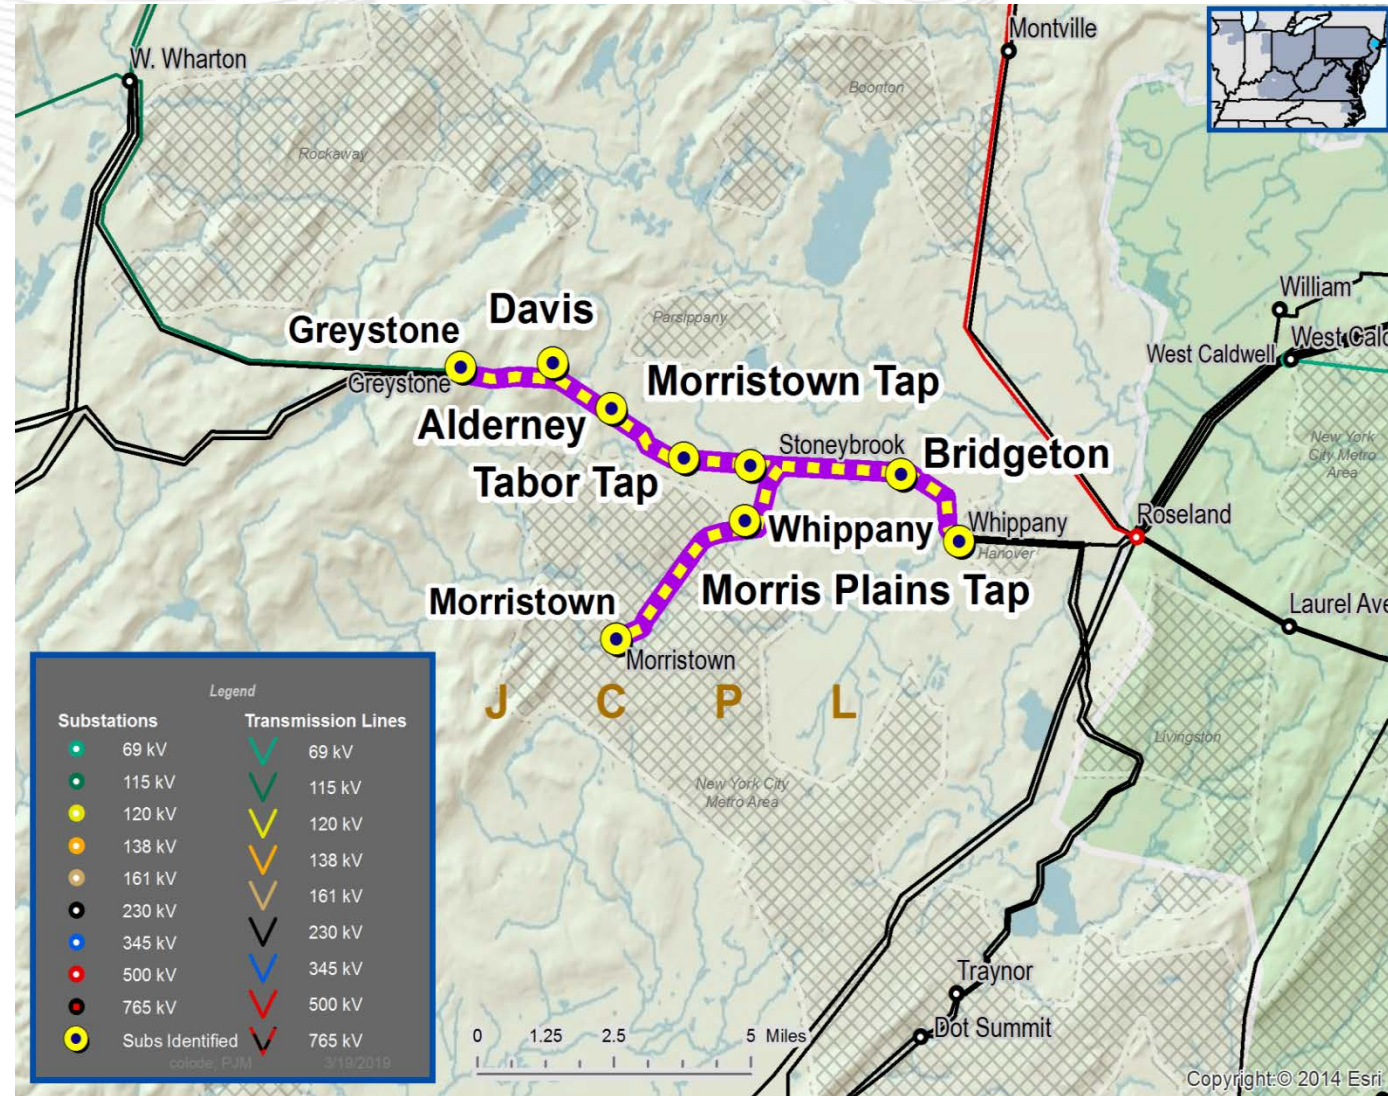 Montville
W. Wharton
Boonton
Rockaway
William
Davis
Parsippany
Greystone
West Caldwell
Greystone
Morristown Tap
Alderney
Stoneybrook
Bridgeton
New York
City Metro
Area
Tabor Tap
Roseland
Whippany
Whippany
Hanover
Morris Plains Tap
Morristown
Laurel Ave
Morristown
J C P L
Livingston
New York City
Metro Area
Legend
Substations
Transmission Lines
69 kV
69 kV
115 kV
115 kV
120 kV
120 kV
138 kV
138 kV
161 kV
161 kV
230 kV
230 kV
345 kV
345 kV
500 kV
500 kV
765 kV
765 kV
Subs Identified
colode, PJM
3/19/2019
Traynor
Dot Summit
0 1.25 2.5 5 Miles
Copyright:© 2014 Esri